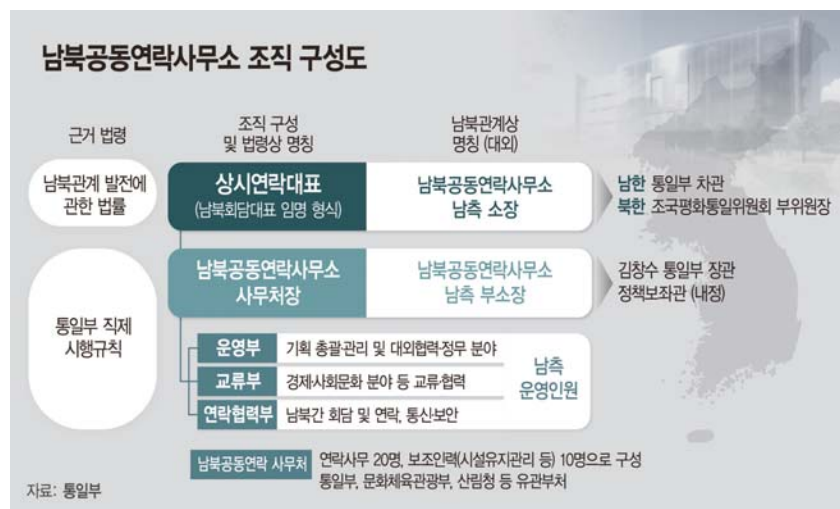 남북공동연락사무소 조직 구성도
근거 법령
조직 구성
및 법령상 명칭
남북관계상
명칭 (대외)
남북관계 발전에
관한 법률
상시연락대표
(남북회담대표 임명 형식)
남북공동연락사무소
남측 소장
남한 통일부 차관
북한 조국평화통일위원회 부위원장
통일부 직제
시행규칙
남북공동연락사무소
사무처장
남북공동연락사무소
남측 부소장
김창수 통일부 장관
정책보좌관 (내정)
운영부 기획 총괄·관리 및 대외협력·정무 분야
교류부 경제·사회문화 분야 등 교류·협력
연락협력부 남북간 회담 및 연락, 통신·보안
남측
운영인원
남북공동연락 사무처 연락사무 20명, 보조인력(시설유지관리 등) 10명으로 구성
통일부, 문화체육관광부, 산림청 등 유관부처
자료: 통일부